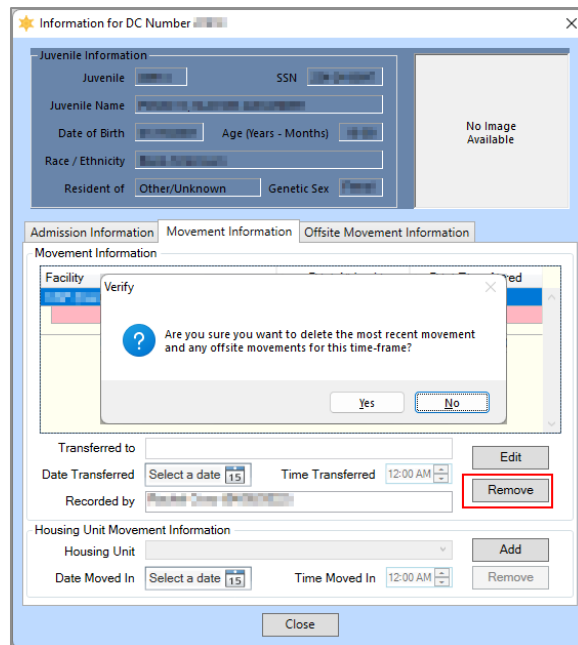 Information for DC Number
Juvenile Information
Juvenile SSN
Juvenile Name
Date of Birth Age (Years - Months)
Race / Ethnicity
Resident of Other/Unknown Genetic Sex
No Image
Available
Admission Information Movement Information Offsite Movement Information
Movement Information
Facility
Verify
Are you sure you want to delete the most recent movement
and any offsite movements for this time-frame?
Yes No
Transferred to
Edit
Date Transferred Select a date 15 Time Transferred 12:00 AM
Remove
Recorded by
Housing Unit Movement Information
Housing Unit Add
Date Moved In Select a date 15 Time Moved In 12:00 AM Remove
Close